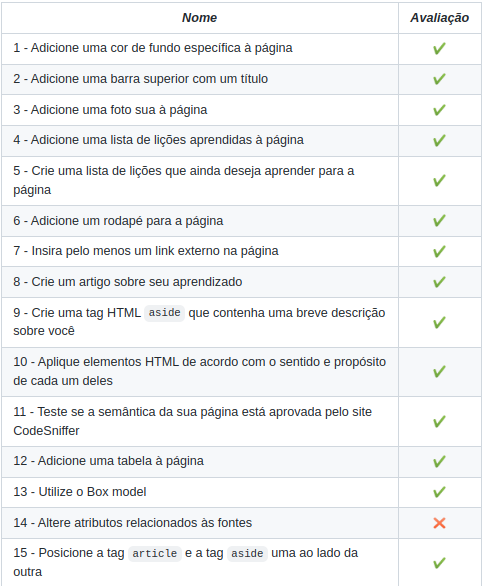 Nome Avaliação
1 - Adicione uma cor de fundo específica à página ✔
2 - Adicione uma barra superior com um título ✔
3 - Adicione uma foto sua à página ✔
4 - Adicione uma lista de lições aprendidas à página ✔
5 - Crie uma lista de lições que ainda deseja aprender para a
página ✔
6 - Adicione um rodapé para a página ✔
7 - Insira pelo menos um link externo na página ✔
8 - Crie um artigo sobre seu aprendizado ✔
9 - Crie uma tag HTML aside que contenha uma breve descrição
sobre você ✔
10 - Aplique elementos HTML de acordo com o sentido e propósito
de cada um deles ✔
11 - Teste se a semântica da sua página está aprovada pelo site
CodeSniffer ✔
12 - Adicione uma tabela à página ✔
13 - Utilize o Box model ✔
14 - Altere atributos relacionados às fontes ❌
15 - Posicione a tag article e a tag aside uma ao lado da
outra ✔